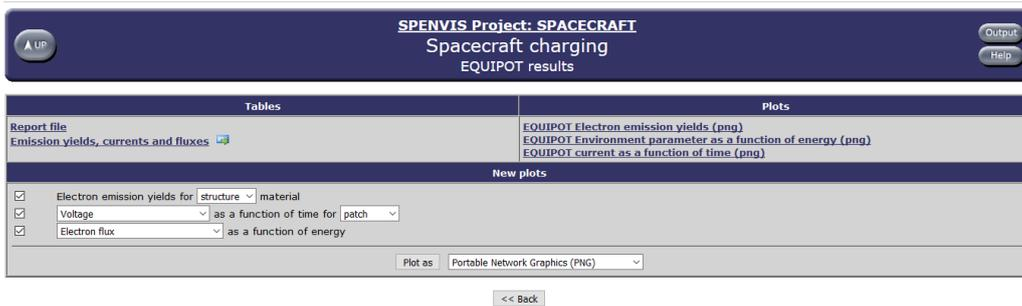 SPENVIS Project: SPACECRAFT
UP
Spacecraft charging
EQUIPOT results
Output
Help
Tables
Plots
Report file
Emission yields, currents and fluxes
EQUIPOT Electron emission yields (png)
EQUIPOT Environment parameter as a function of energy (png)
EQUIPOT current as a function of time (png)
New plots
Electron emission yields for structure material
Voltage as a function of time for patch
Electron flux as a function of energy
Plot as Portable Network Graphics (PNG)
<< Back